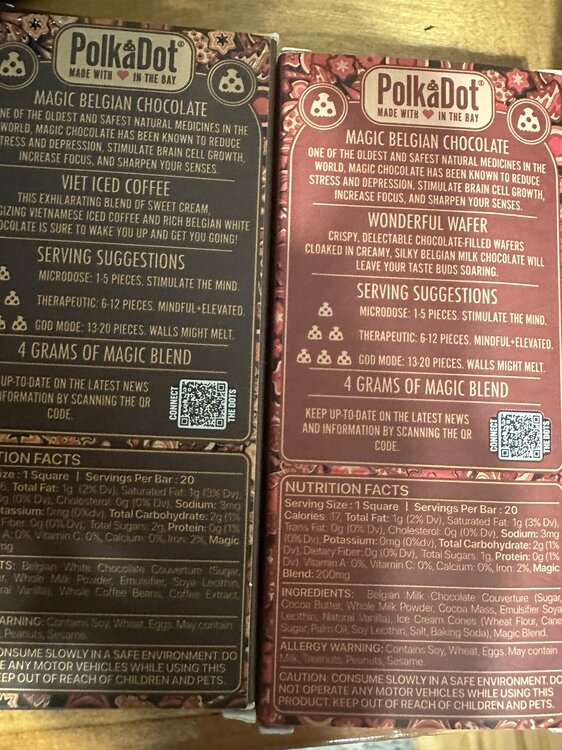 PolkaDot®
MADE WITH ❤ IN THE BAY
MAGIC BELGIAN CHOCOLATE
ONE OF THE OLDEST AND SAFEST NATURAL MEDICINES IN THE
WORLD, MAGIC CHOCOLATE HAS BEEN KNOWN TO REDUCE
STRESS AND DEPRESSION, STIMULATE BRAIN CELL GROWTH,
INCREASE FOCUS, AND SHARPEN YOUR SENSES.
VIET ICED COFFEE
THIS EXHILARATING BLEND OF SWEET CREAM,
VIETNAMESE ICED COFFEE AND RICH BELGIAN WHITE
IS SURE TO WAKE YOU UP AND GET YOU GOING!
SERVING SUGGESTIONS
MICRODOSE: 1-5 PIECES. STIMULATE THE MIND.
THERAPEUTIC: 6-12 PIECES. MINDFUL+ELEVATED.
GOD MODE: 13-20 PIECES. WALLS MIGHT MELT.
4 GRAMS OF MAGIC BLEND
UP-TO-DATE ON THE LATEST NEWS
INFORMATION BY SCANNING THE QR
CODE.
CONNECT
THE DOTS
FACTS
Size : 1 Square | Servings Per Bar : 20
Total Fat: 1g (2% Dv), Saturated Fat: 1g (3% Dv),
(0% Dv), Cholesterol: 0g (0% Dv), Sodium: 3mg
Potassium: 0mg (0%dv), Total Carbohydrate: 2g (1%
Fiber: 0g (0% Dv), Total Sugars: 2g, Protein: 0g (1%
A: 0%, Vitamin C: 0%, Calcium: 0%, Iron: 2%, Magic
Belgian White Chocolate Couverture (Sugar,
Whole Milk Powder, Emulsifier, Soya Lecithin,
Vanilla), Whole Coffee Beans, Coffee Extract,
WARNING: Contains Soy, Wheat, Eggs. May contain
Peanuts, Sesame.
CONSUME SLOWLY IN A SAFE ENVIRONMENT. DO
ANY MOTOR VEHICLES WHILE USING THIS
KEEP OUT OF REACH OF CHILDREN AND PETS.
PolkaDot®
MADE WITH ❤ IN THE BAY
MAGIC BELGIAN CHOCOLATE
ONE OF THE OLDEST AND SAFEST NATURAL MEDICINES IN THE
WORLD, MAGIC CHOCOLATE HAS BEEN KNOWN TO REDUCE
STRESS AND DEPRESSION, STIMULATE BRAIN CELL GROWTH,
INCREASE FOCUS, AND SHARPEN YOUR SENSES.
WONDERFUL WAFER
CRISPY, DELECTABLE CHOCOLATE-FILLED WAFERS
CLOAKED IN CREAMY, SILKY BELGIAN MILK CHOCOLATE WILL
LEAVE YOUR TASTE BUDS SOARING.
SERVING SUGGESTIONS
MICRODOSE: 1-5 PIECES. STIMULATE THE MIND.
THERAPEUTIC: 6-12 PIECES. MINDFUL+ELEVATED.
GOD MODE: 13-20 PIECES. WALLS MIGHT MELT.
4 GRAMS OF MAGIC BLEND
KEEP UP-TO-DATE ON THE LATEST NEWS
AND INFORMATION BY SCANNING THE QR
CODE.
CONNECT
THE DOTS
NUTRITION FACTS
Serving Size : 1 Square | Servings Per Bar : 20
Calories 17, Total Fat: 1g (2% Dv), Saturated Fat: 1g (3% Dv),
Trans Fat: 0g (0% Dv), Cholesterol: 0g (0% Dv), Sodium: 3mg
(0% Dv), Potassium: 0mg (0%dv), Total Carbohydrate: 2g (1%
Dv), Dietary Fiber: 0g (0% Dv), Total Sugars: 1g, Protein: 0g (1%
Dv) Vitamin A: 0%, Vitamin C: 0%, Calcium: 0%, Iron: 2%, Magic
Blend: 200mg
INGREDIENTS: Belgian Milk Chocolate Couverture (Sugar,
Cocoa Butter, Whole Milk Powder, Cocoa Mass, Emulsifier Soya
Lecithin, Natural Vanilla), Ice Cream Cones (Wheat Flour, Cane
Sugar, Palm Oil, Soy Lecithin, Salt, Baking Soda), Magic Blend.
ALLERGY WARNING: Contains Soy, Wheat, Eggs. May contain
Milk, Treenuts, Peanuts, Sesame.
CAUTION: CONSUME SLOWLY IN A SAFE ENVIRONMENT. DO
NOT OPERATE ANY MOTOR VEHICLES WHILE USING THIS
PRODUCT. KEEP OUT OF REACH OF CHILDREN AND PETS.